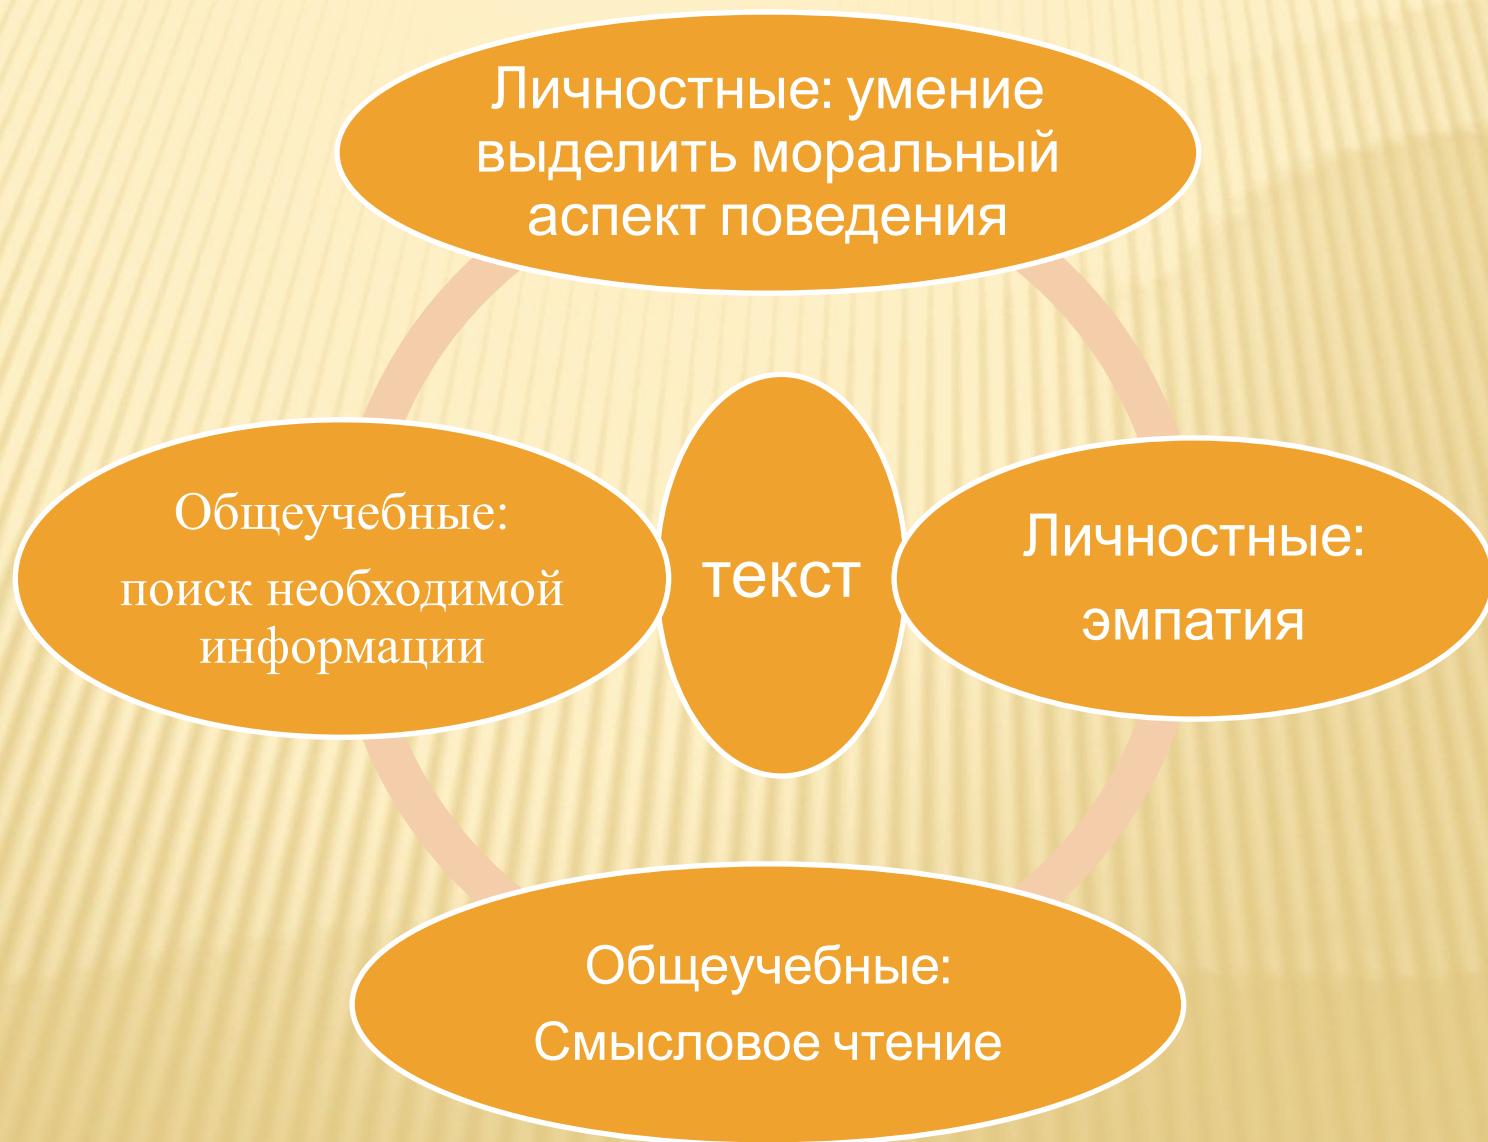 Личностные: умение
выделить моральный
аспект поведения
Общеучебные:
поиск необходимой
информации
текст
Личностные:
эмпатия
Общеучебные:
Смысловое чтение